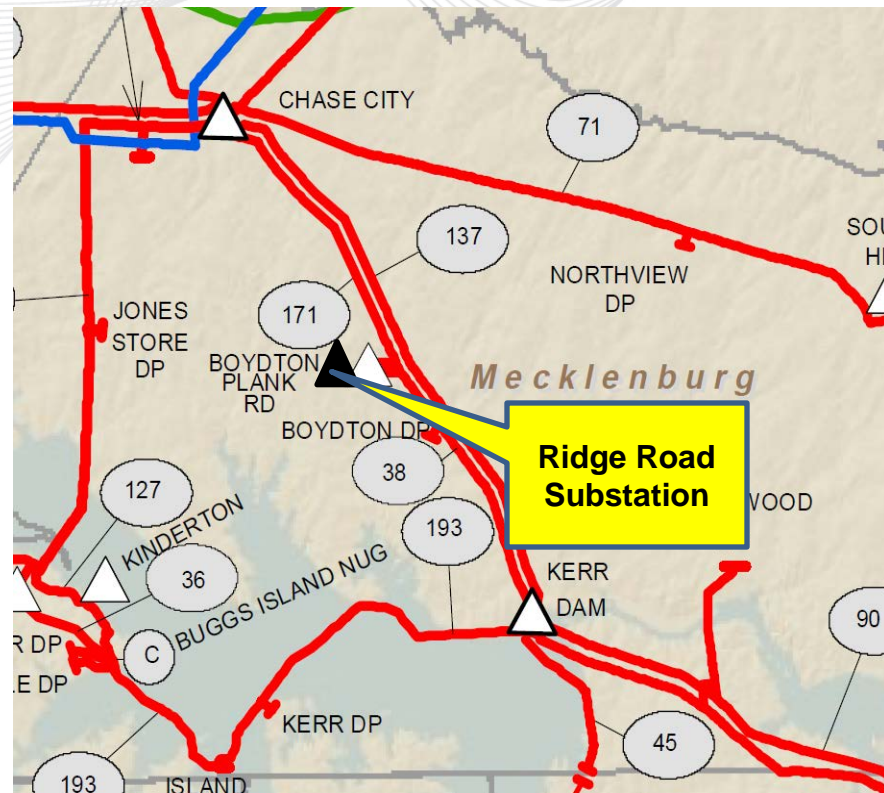 CHASE CITY
71
137
SOU
HI
NORTHVIEW
DP
171
JONES
STORE
DP
BOYDTON
PLANK
RD
Mecklenburg
BOYDTON DP
Ridge Road
Substation
38
WOOD
127
193
KINDERTON
36
KERR
DAM
BUGGS ISLAND NUG
90
R DP
C
LE DP
KERR DP
45
193
ISLAND